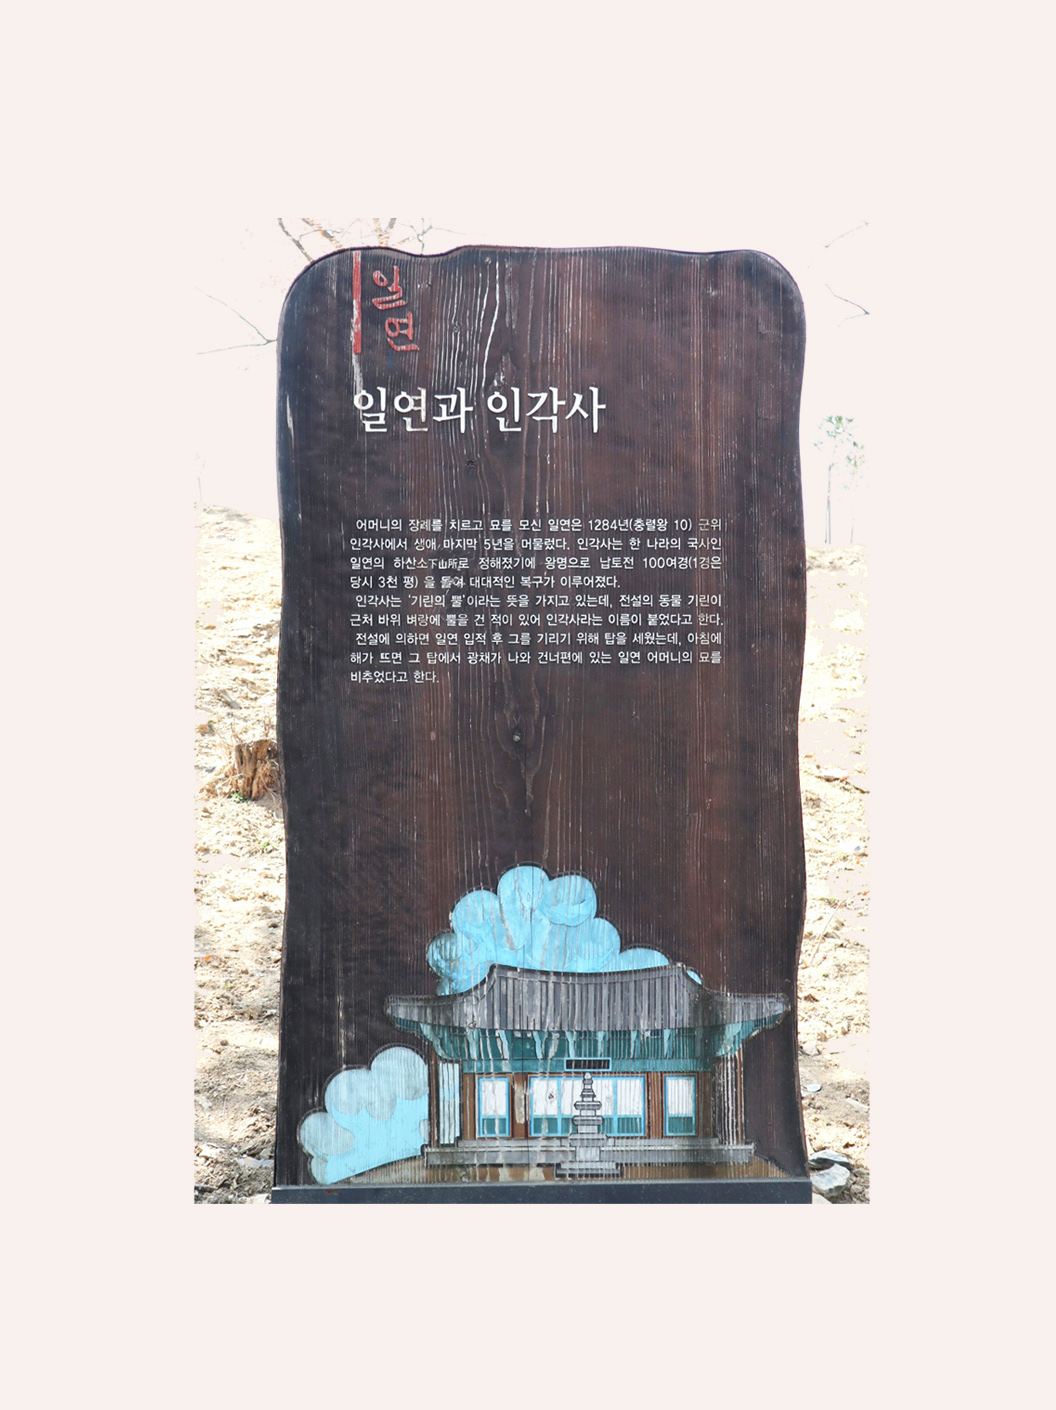 일연
일연과 인각사
어머니의 장례를 치르고 묘를 모신 일연은 1284년(충렬왕 10) 군위
인각사에서 생애 마지막 5년을 머물렀다. 인각사는 한 나라의 국사인
일연의 하산소下山所로 정해졌기에 왕명으로 납토전 100여경(1경은
당시 3천 평) 을 들여 대대적인 복구가 이루어졌다.
인각사는 '기린의 뿔'이라는 뜻을 가지고 있는데, 전설의 동물 기린이
근처 바위 벼랑에 뿔을 건 적이 있어 인각사라는 이름이 붙었다고 한다.
전설에 의하면 일연 입적 후 그를 기리기 위해 탑을 세웠는데, 아침에
해가 뜨면 그 탑에서 광채가 나와 건너편에 있는 일연 어머니의 묘를
비추었다고 한다.